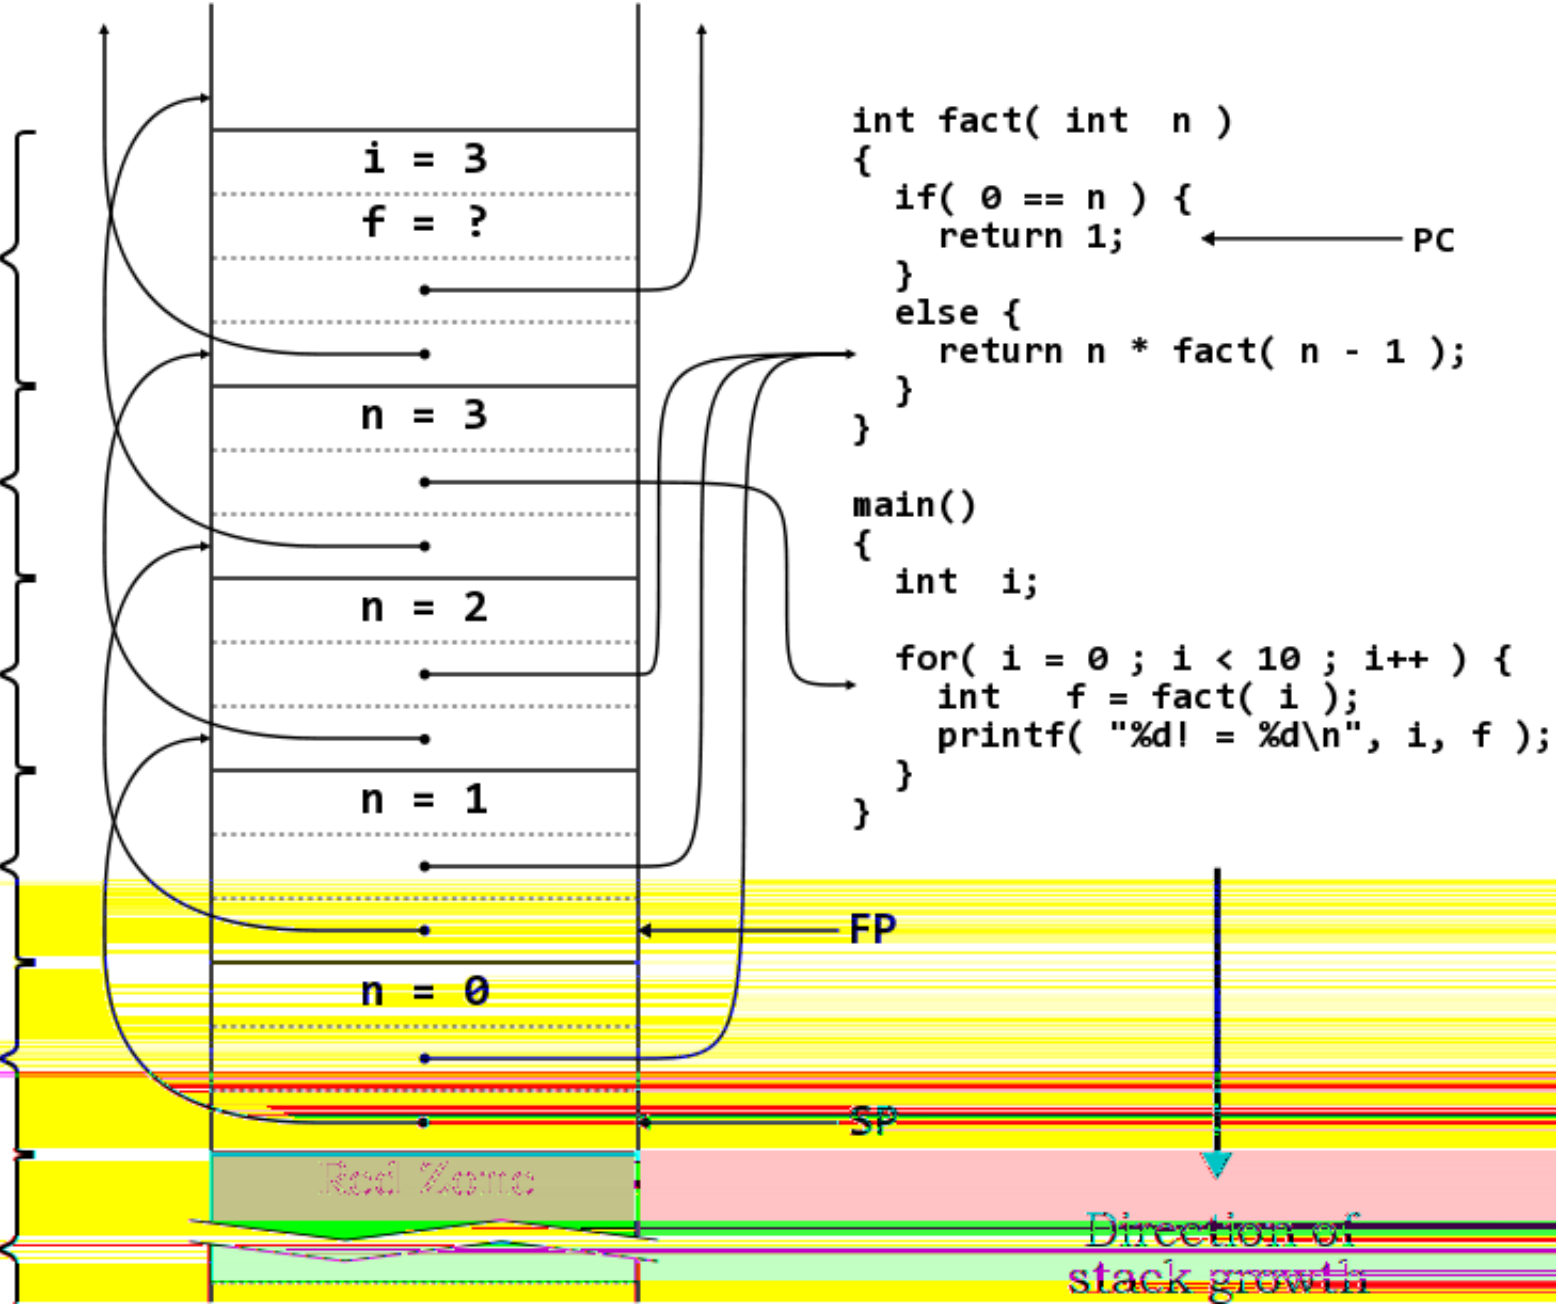 i = 3
f = ?
n = 3
n = 2
n = 1
n = 0
Red Zone
int fact( int  n )
{
  if( 0 == n ) {
    return 1;
  }
  else {
    return n * fact( n - 1 );
  }
}
PC
main()
{
  int  i;
  for( i = 0 ; i < 10 ; i++ ) {
    int   f = fact( i );
    printf( "%d! = %d\n", i, f );
  }
}
FP
SP
Direction of
stack growth